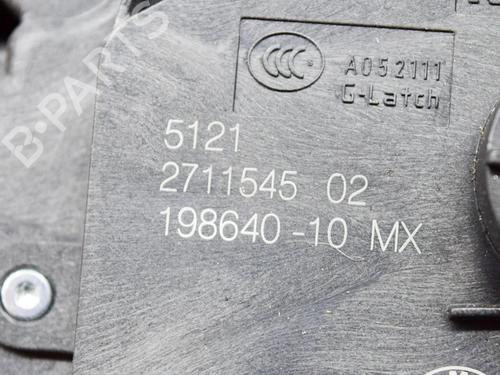 CCC
A052111
G-Latch
B-PARTS
5121
2711545 02
198640-10 MX